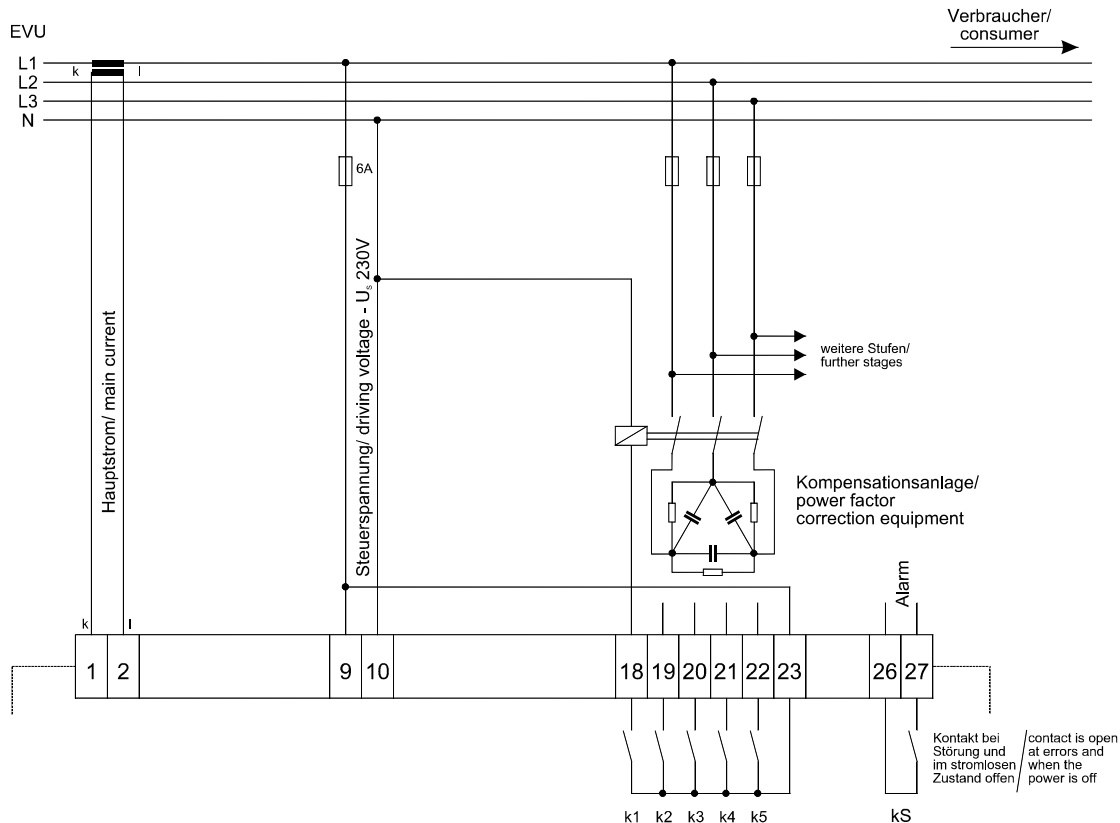 EVU
Verbraucher/
consumer
L1
k
l
L2
L3
N
6A
Hauptstrom/ main current
Steuerspannung/ driving voltage - Us 230V
weitere Stufen/
further stages
Kompensationsanlage/
power factor
correction equipment
Alarm
k
l
1 2 9 10 18 19 20 21 22 23 26 27
Kontakt bei
Störung und
im stromlosen
Zustand offen
/
contact is open
at errors and
when the
power is off
k1 k2 k3 k4 k5 kS